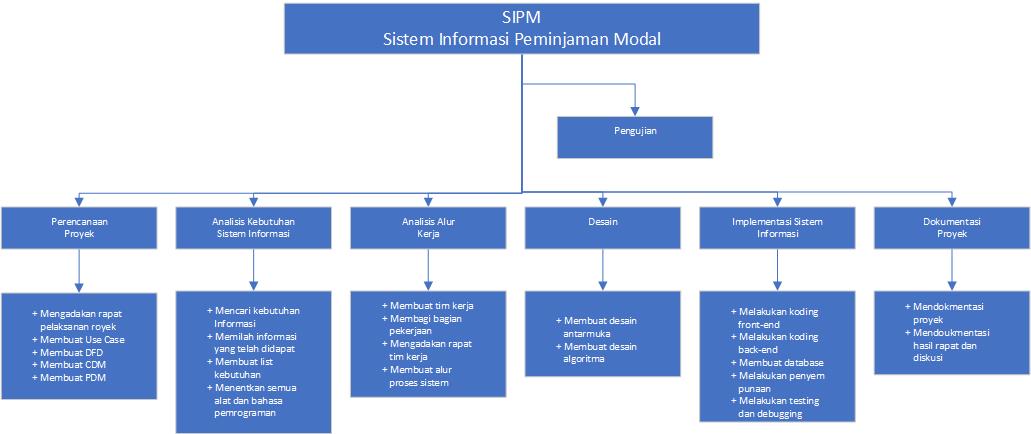 SIPM
Sistem Informasi Peminjaman Modal
Pengujian
Perencanaan
Proyek
Analisis Kebutuhan
Sistem Informasi
Analisis Alur
Kerja
Desain
Implementasi Sistem
Informasi
Dokumentasi
Proyek
+ Mengadakan rapat
pelaksanan royek
+ Membuat Use Case
+ Membuat DFD
+ Membuat CDM
+ Membuat PDM
+ Mencari kebutuhan
Informasi
+ Memilah informasi
yang telah didapat
+ Membuat list
kebutuhan
+ Menentkan semua
alat dan bahasa
pemrograman
+ Membuat tim kerja
+ Membagi bagian
pekerjaan
+ Mengadakan rapat
tim kerja
+ Membuat alur
proses sistem
+ Membuat desain
antarmuka
+ Membuat desain
algoritma
+ Melakukan koding
front-end
+ Melakukan koding
back-end
+ Membuat database
+ Melakukan penyem
punaan
+ Melakukan testing
dan debugging
+ Mendokmentasi
proyek
+ Mendoukmentasi
hasil rapat dan
diskusi